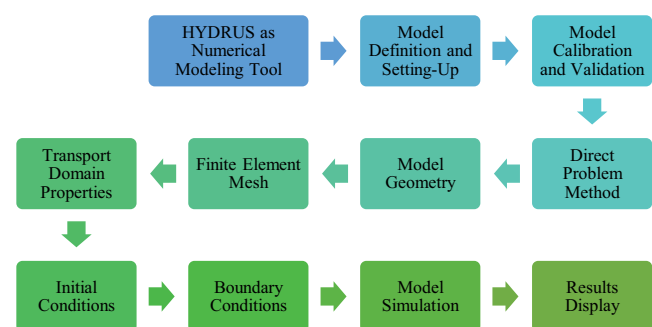 HYDRUS as
Numerical
Modeling Tool
Model
Definition and
Setting-Up
Model
Calibration
and Validation
Direct
Problem
Method
Model
Geometry
Finite Element
Mesh
Transport
Domain
Properties
Initial
Conditions
Boundary
Conditions
Model
Simulation
Results
Display